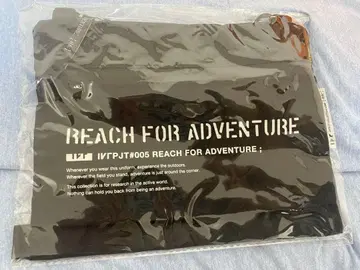 REACH FOR ADVENTURE
IVГPJT#005 REACH FOR ADVENTURE ;
Whenever you wear this uniform, experience the outdoors.
Wherever the field you stand, adventure is just around the corner.
This collection is for research in the active world.
Nothing can hold you back from being an adventure.